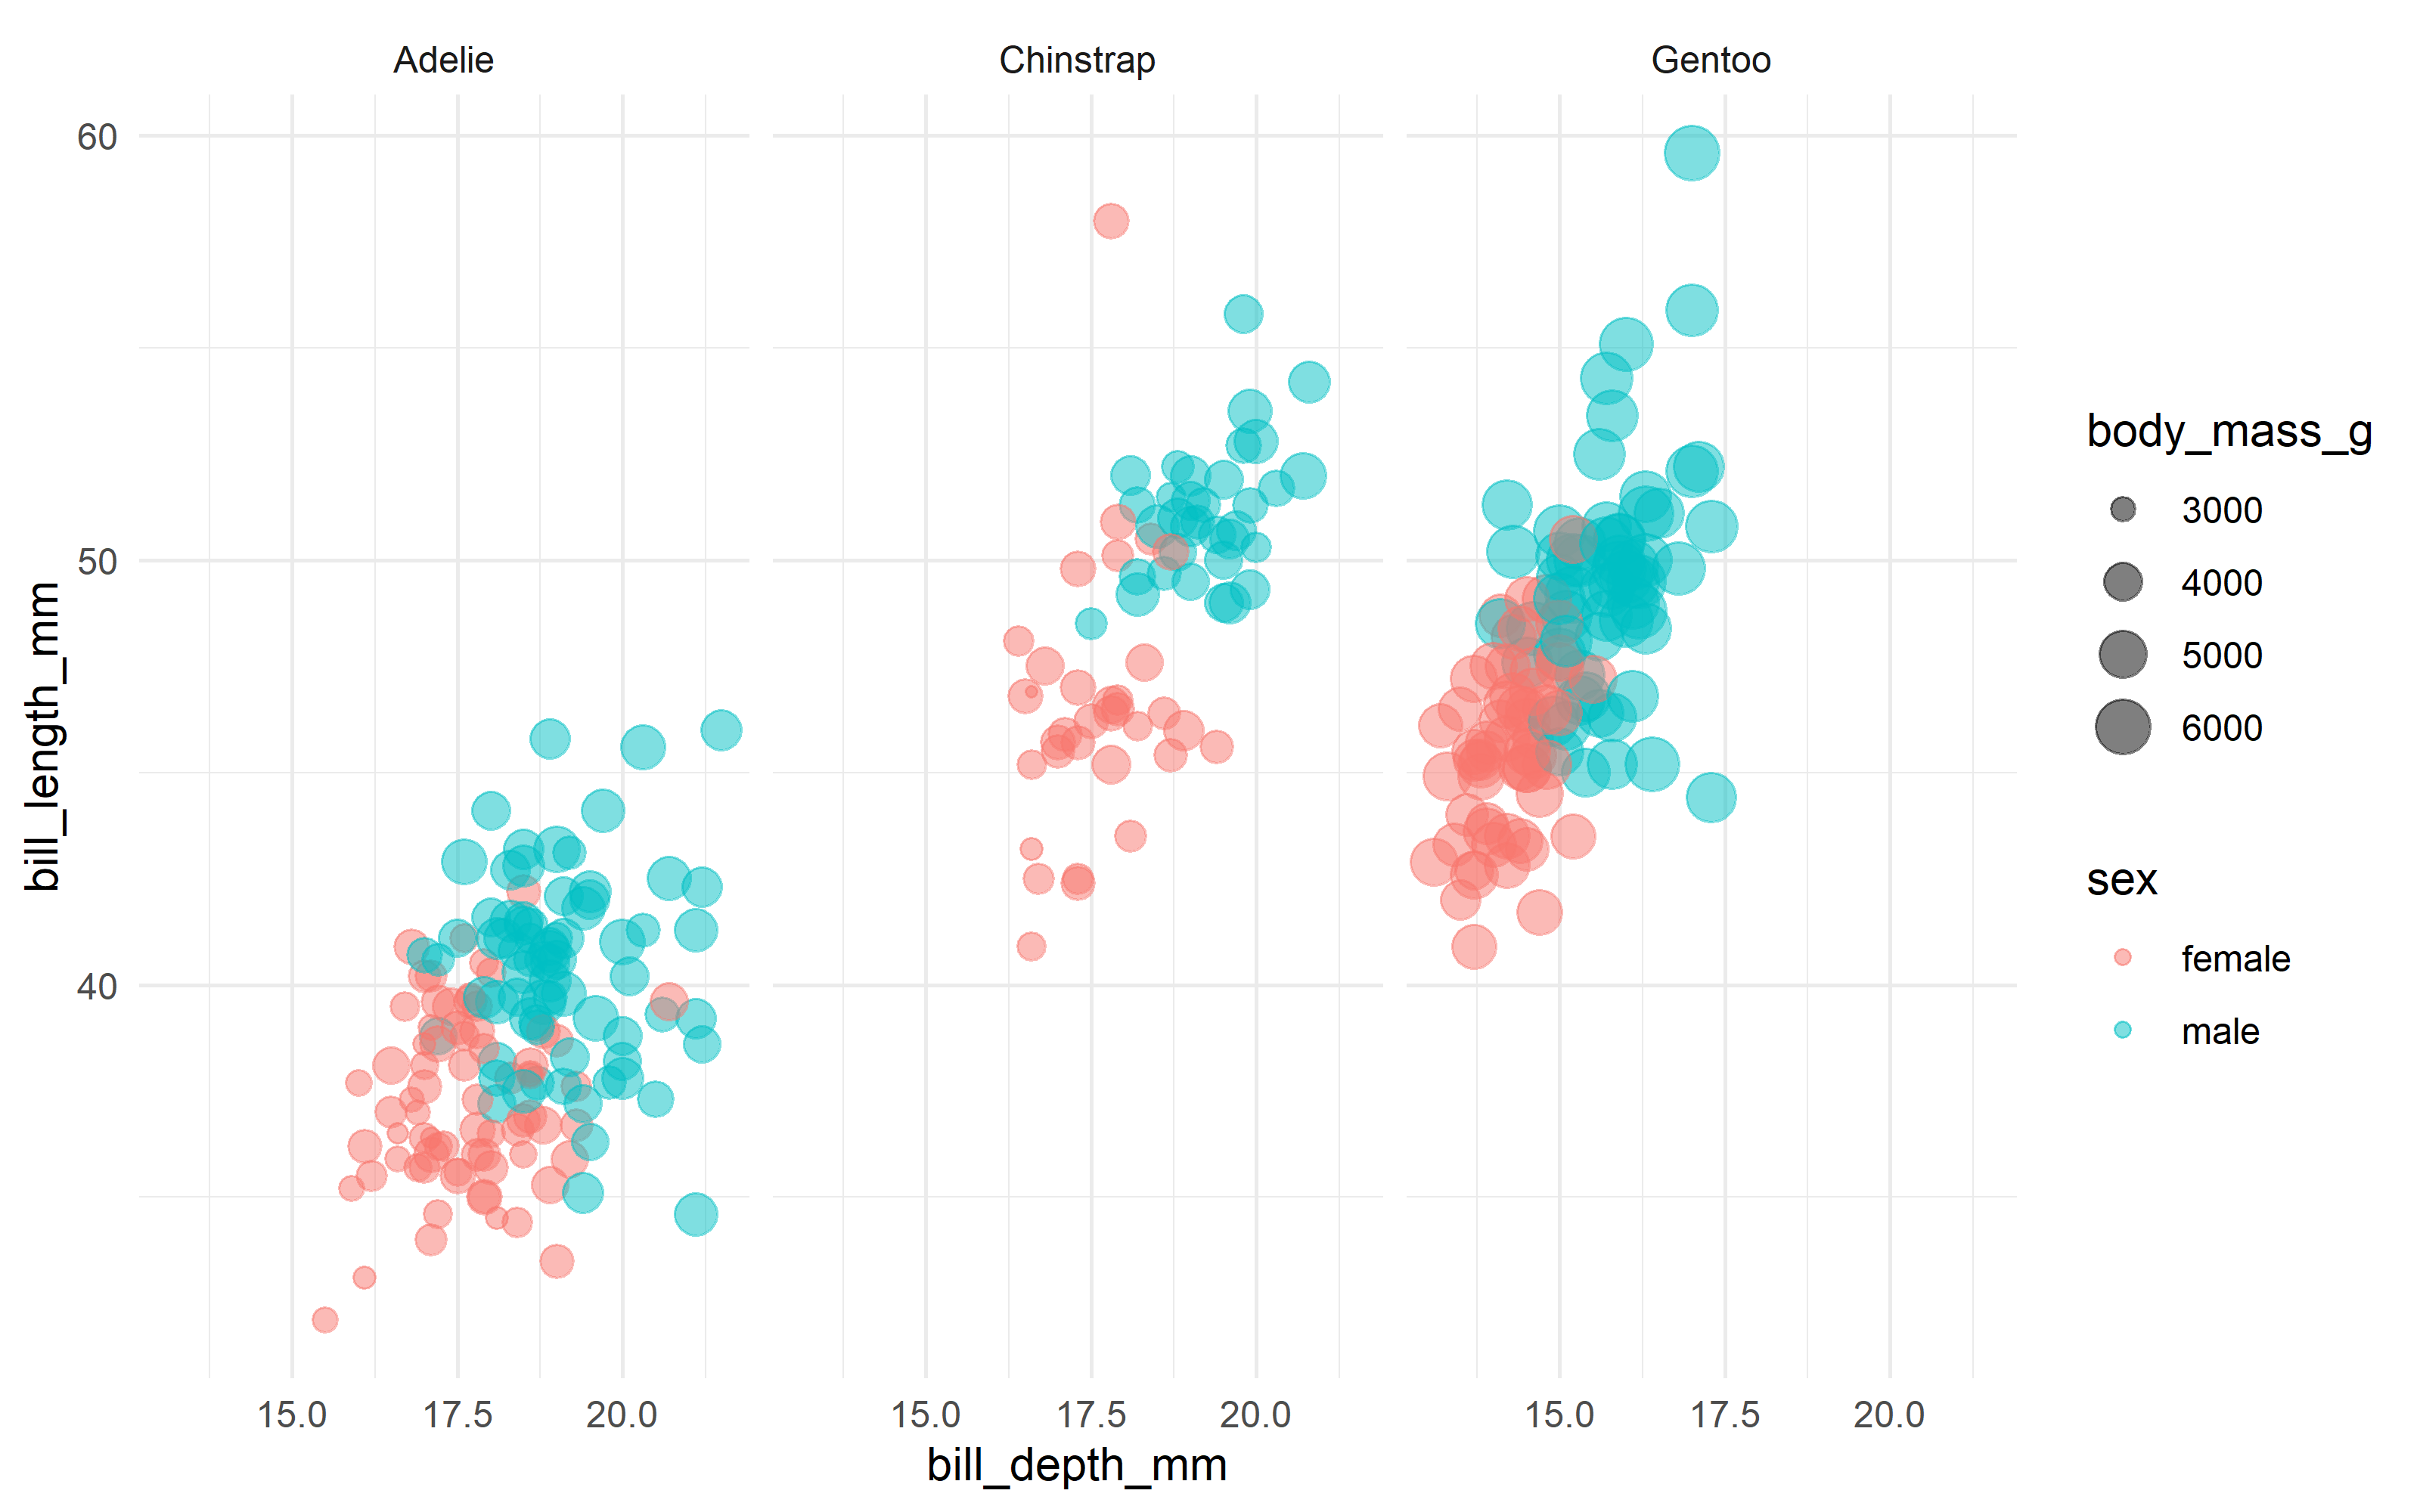 Adelie Chinstrap Gentoo
60
50
40
bill_length_mm
15.0 17.5 20.0 15.0 17.5 20.0 15.0 17.5 20.0
bill_depth_mm
body_mass_g
3000
4000
5000
6000
sex
female
male